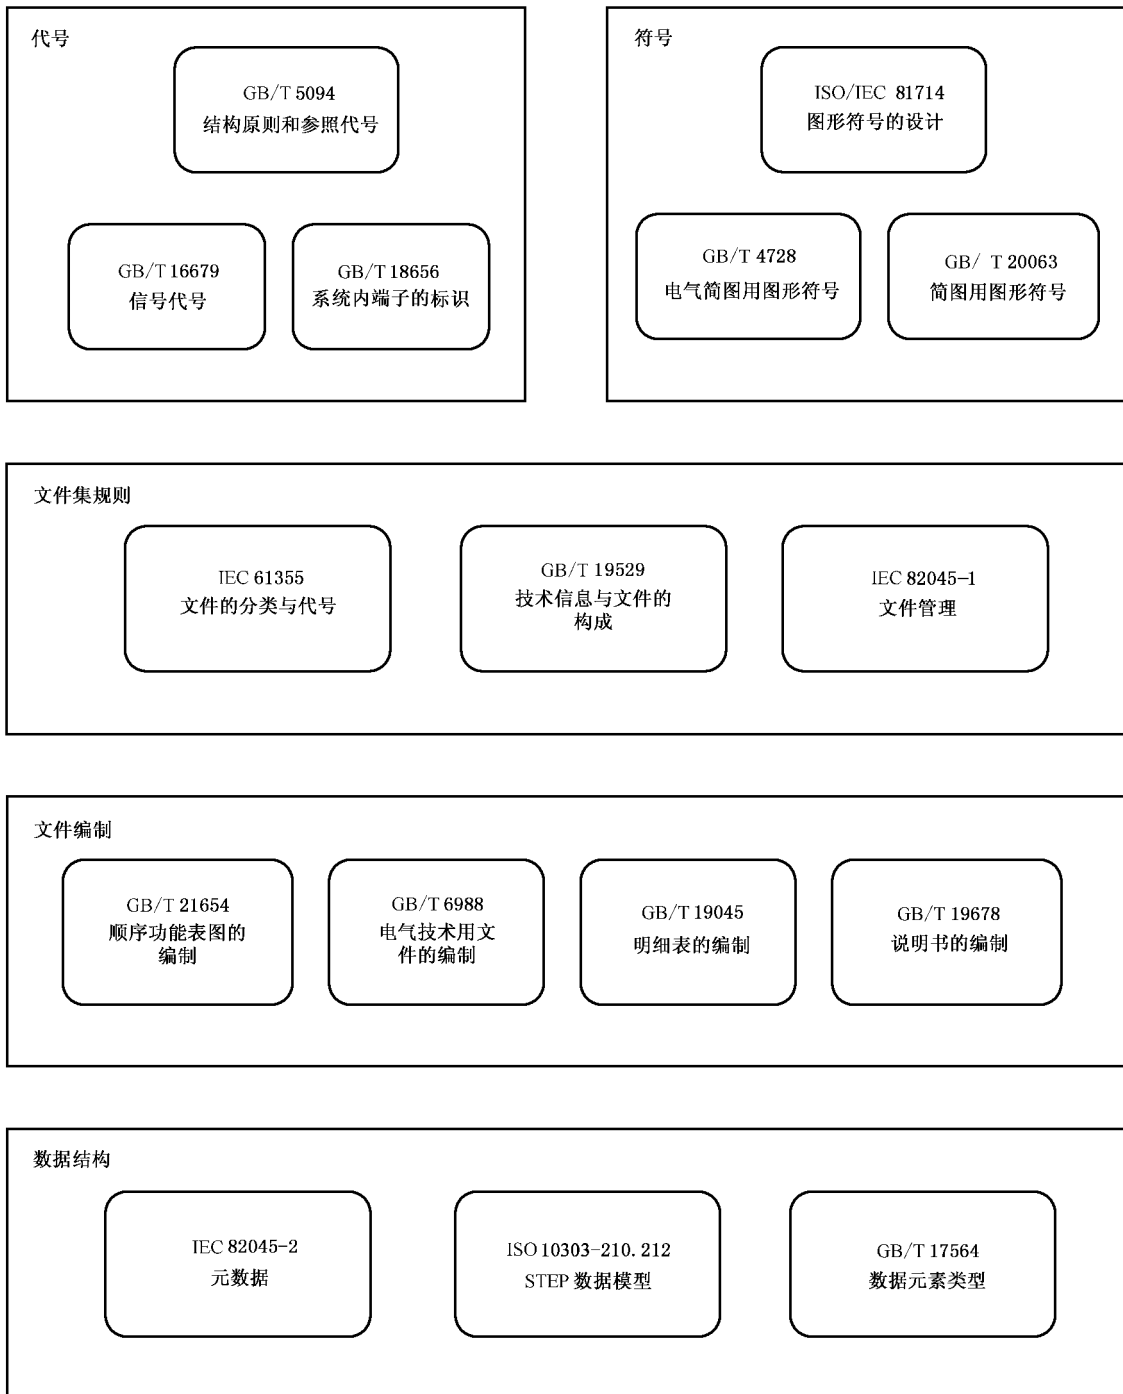 代号
GB/T 5094
结构原则和参照代号
GB/T 16679
信号代号
GB/T 18656
系统内端子的标识
符号
ISO/IEC 81714
图形符号的设计
GB/T 4728
电气简图用图形符号
GB/ T 20063
简图用图形符号
文件集规则
IEC 61355
文件的分类与代号
GB/T 19529
技术信息与文件的
构成
IEC 82045-1
文件管理
文件编制
GB/T 21654
顺序功能表图的
编制
GB/T 6988
电气技术用文
件的编制
GB/T 19045
明细表的编制
GB/T 19678
说明书的编制
数据结构
IEC 82045-2
元数据
ISO 10303-210.212
STEP 数据模型
GB/T 17564
数据元素类型